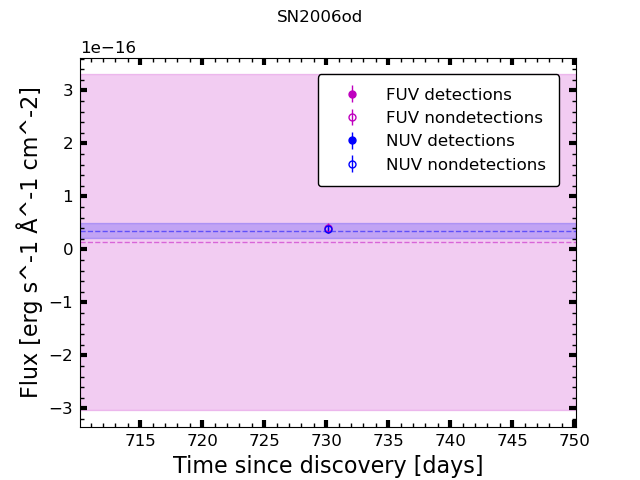 SN2006od
1e−16
3
2
1
0
−1
−2
−3
Flux [erg s^-1 Å^-1 cm^-2]
FUV detections
FUV nondetections
NUV detections
NUV nondetections
715 720 725 730 735 740 745 750
Time since discovery [days]